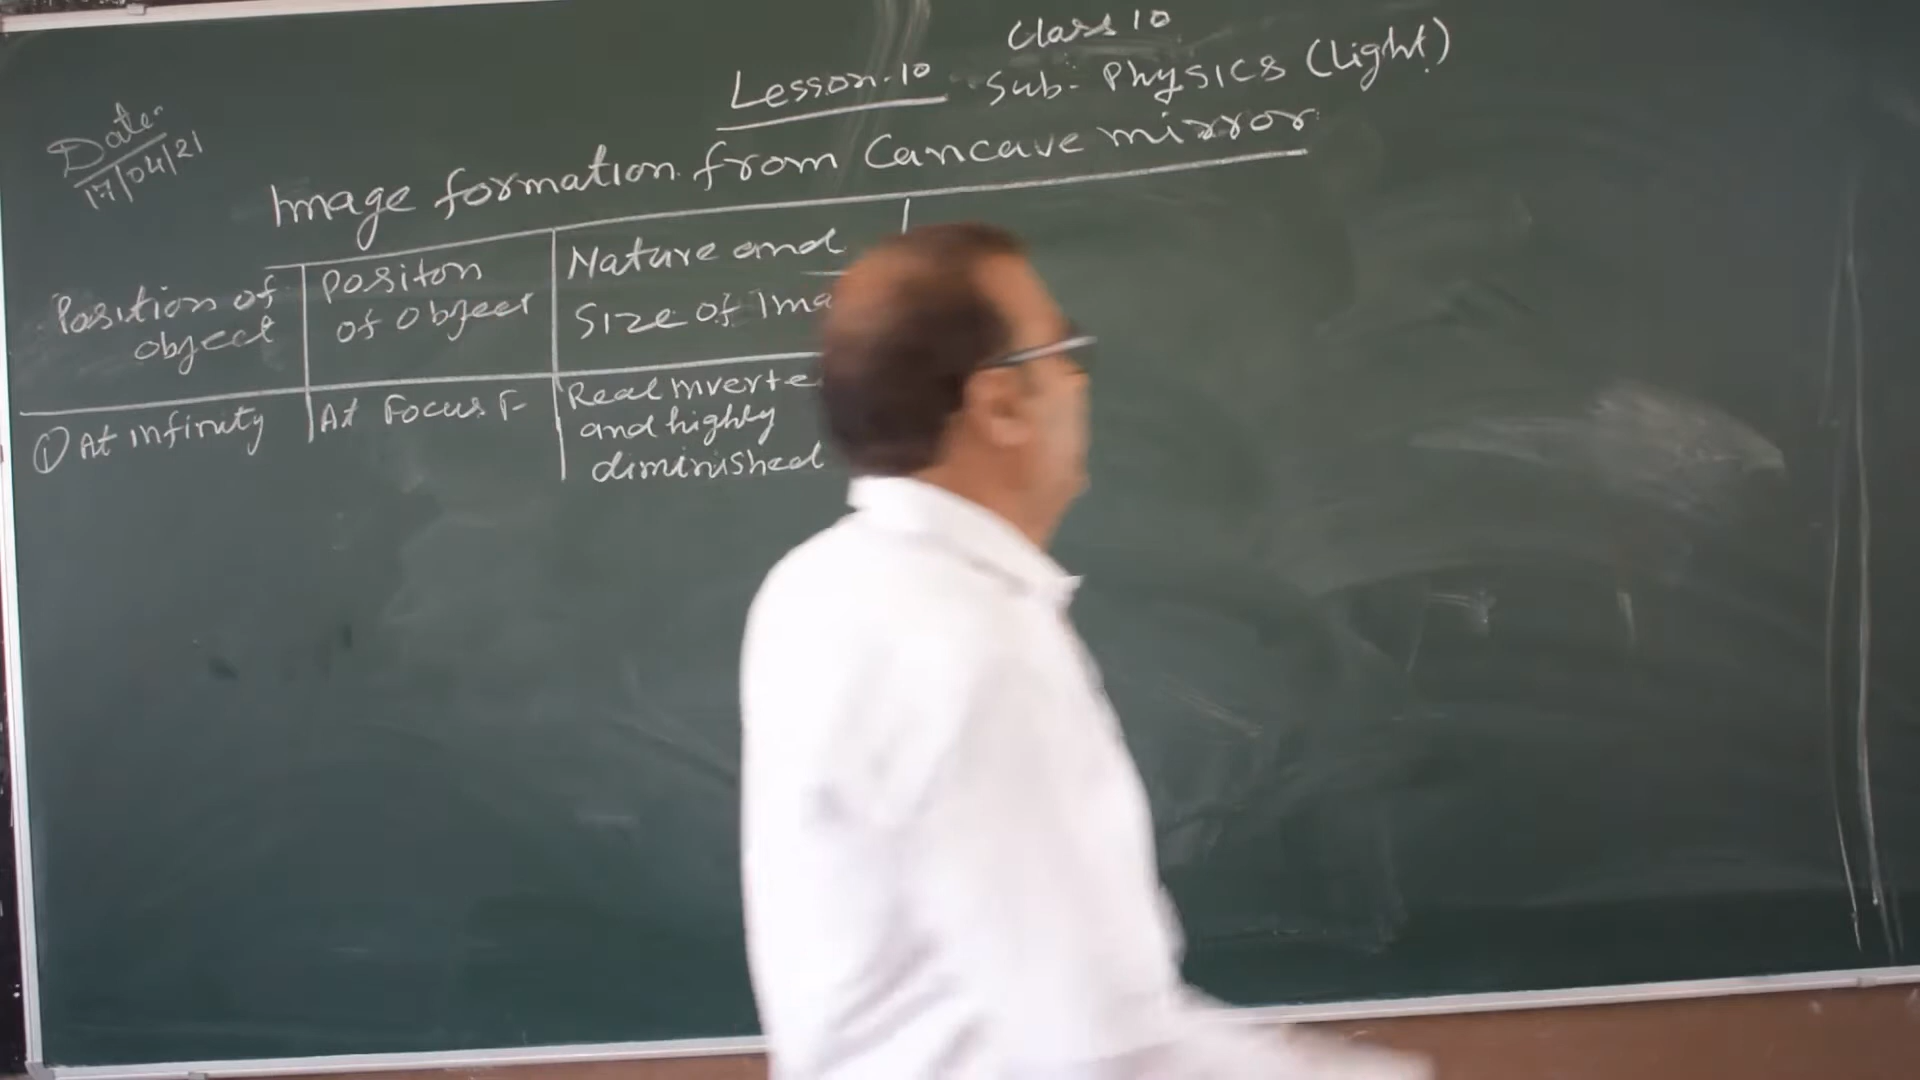 Class 10
Lesson-10 Sub- Physics (Light)
Date-
17/04/21
Image formation from Cancave mirror
Position of
object
Positon
of object
Nature and
Size of Ima
① At infinity
At Focus F-
Real inverte
and highly
diminished